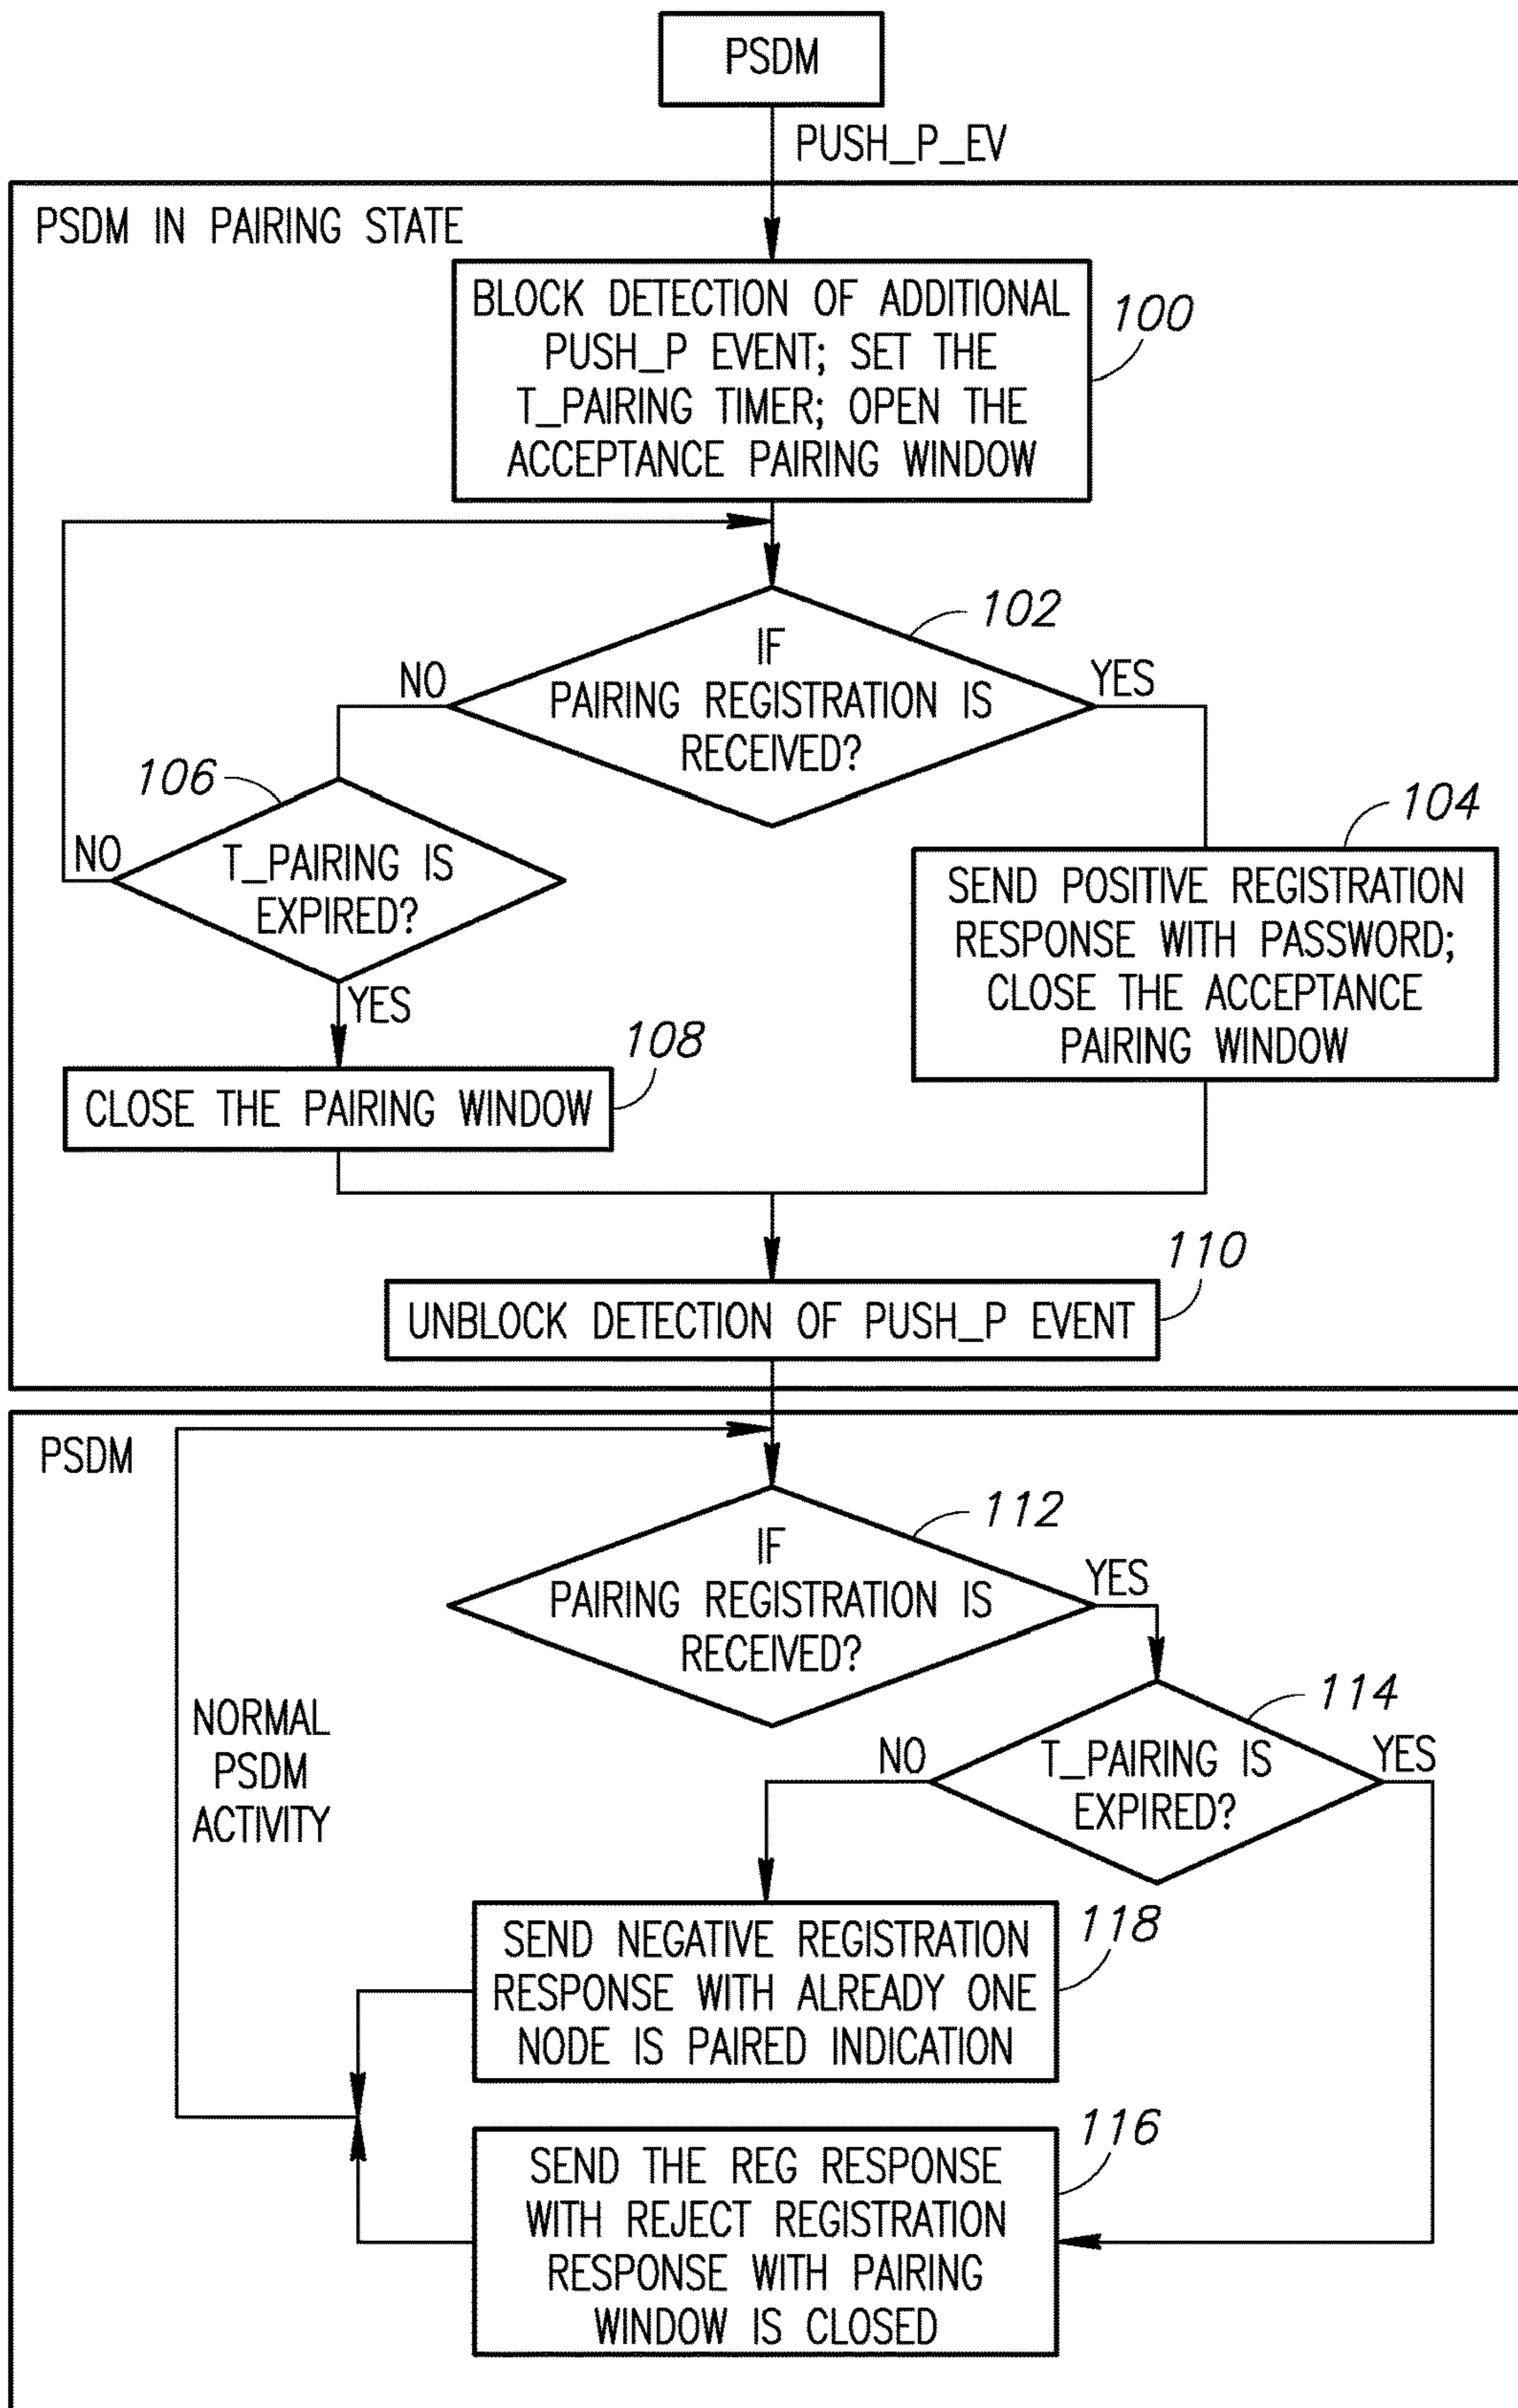 PSDM
PUSH_P_EV
PSDM IN PAIRING STATE
BLOCK DETECTION OF ADDITIONAL
PUSH_P EVENT; SET THE
T_PAIRING TIMER; OPEN THE
ACCEPTANCE PAIRING WINDOW
100
102
IF
PAIRING REGISTRATION IS
RECEIVED?
NO
YES
106
T_PAIRING IS
EXPIRED?
NO
YES
104
SEND POSITIVE REGISTRATION
RESPONSE WITH PASSWORD;
CLOSE THE ACCEPTANCE
PAIRING WINDOW
108
CLOSE THE PAIRING WINDOW
110
UNBLOCK DETECTION OF PUSH_P EVENT
PSDM
112
IF
PAIRING REGISTRATION IS
RECEIVED?
YES
114
T_PAIRING IS
EXPIRED?
NO
YES
NORMAL
PSDM
ACTIVITY
118
SEND NEGATIVE REGISTRATION
RESPONSE WITH ALREADY ONE
NODE IS PAIRED INDICATION
116
SEND THE REG RESPONSE
WITH REJECT REGISTRATION
RESPONSE WITH PAIRING
WINDOW IS CLOSED